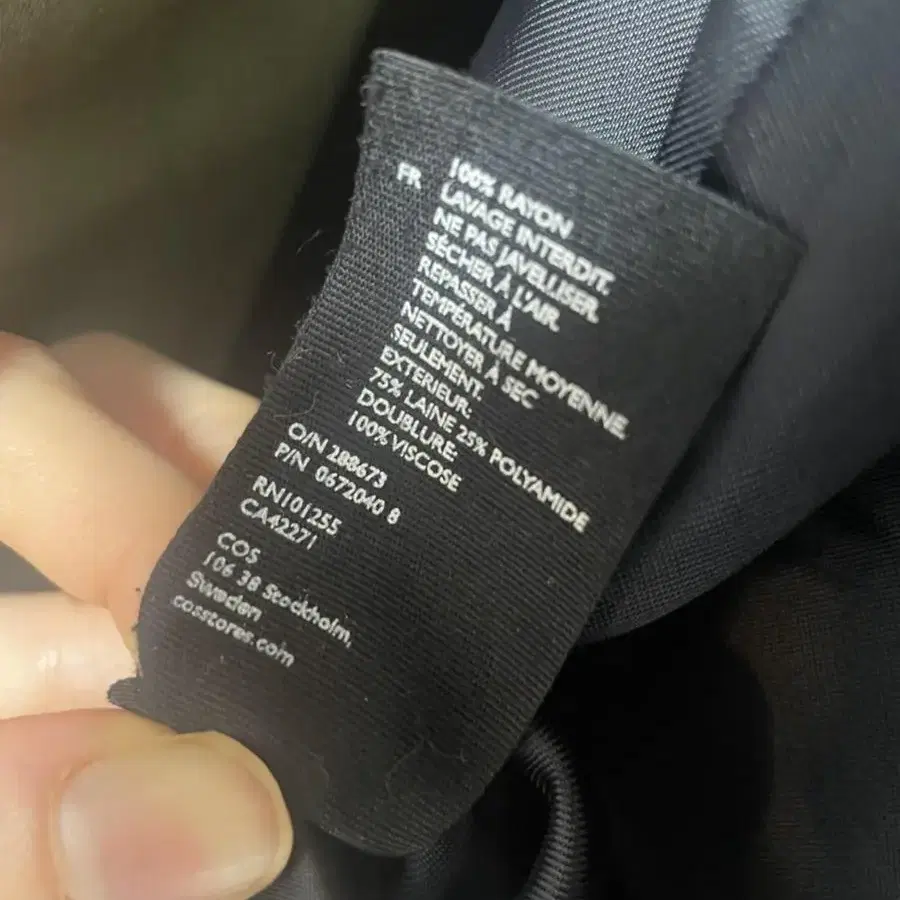 100% RAYON
FR LAVAGE INTERDIT.
NE PAS JAVELLISER.
SÉCHER À L'AIR.
REPASSER À
TEMPÉRATURE MOYENNE.
NETTOYER À SEC
SEULEMENT.
EXTERIEUR:
75% LAINE 25% POLYAMIDE
DOUBLURE:
100% VISCOSE
O/N 288673
P/N 0672040 8
RN101255
CA42271
COS
106 38 Stockholm,
Sweden
cosstores.com